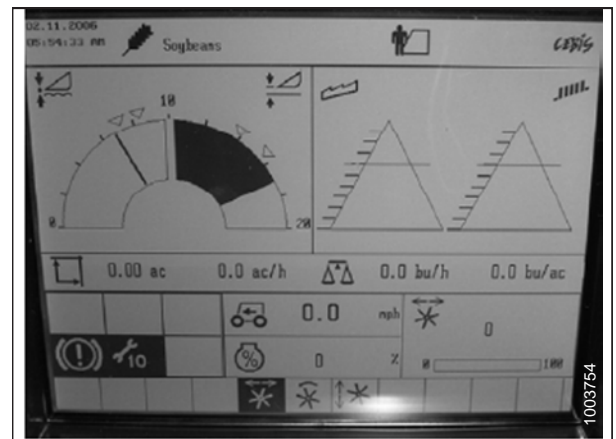 02.11.2006
05:54:33 AM
Soybeans
CEBIS
10
0
20
0.00 ac
0.0 ac/h
0.0 bu/h
0.0 bu/ac
0.0 mph
0
10
%
0 %
0
100
1003754